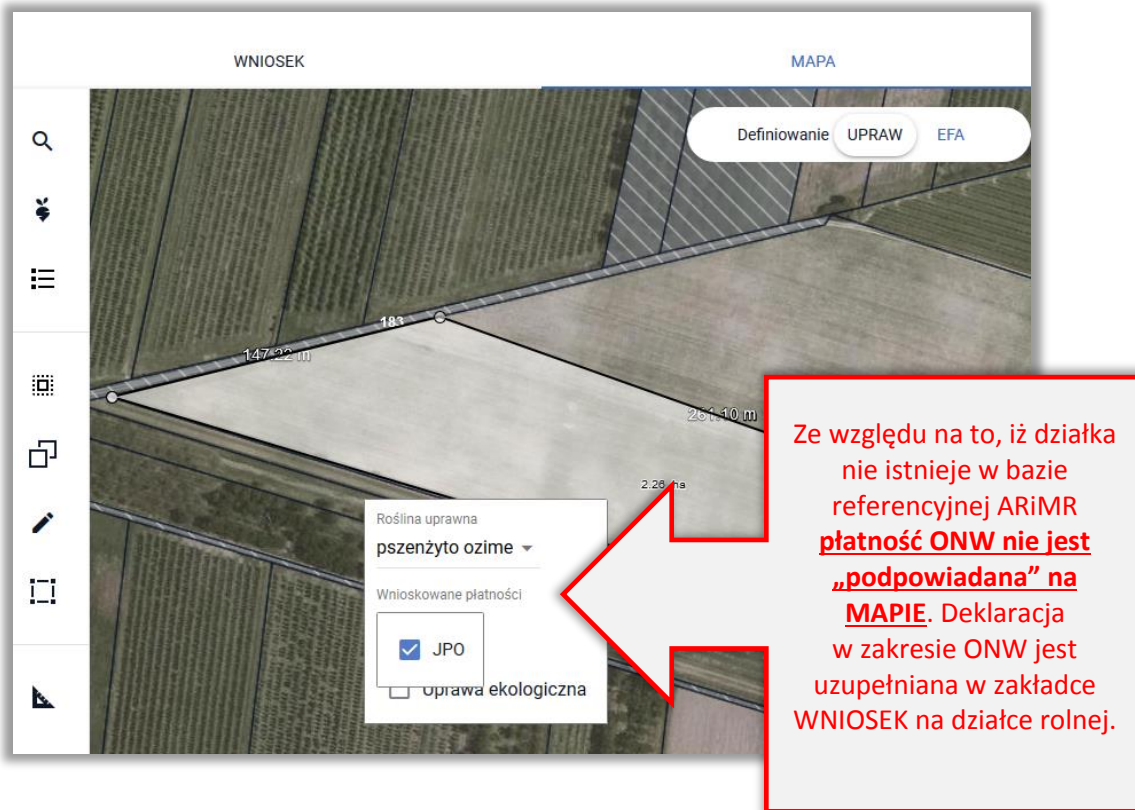 WNIOSEK
MAPA
Definiowanie UPRAW EFA
183
147.22 m
261.10 m
2.26 ha
Roślina uprawna
pszenżyto ozime
Wnioskowane płatności
JPO
Uprawa ekologiczna
Ze względu na to, iż działka
nie istnieje w bazie
referencyjnej ARiMR
płatność ONW nie jest
„podpowiadana” na
MAPIE. Deklaracja
w zakresie ONW jest
uzupełniana w zakładce
WNIOSEK na działce rolnej.